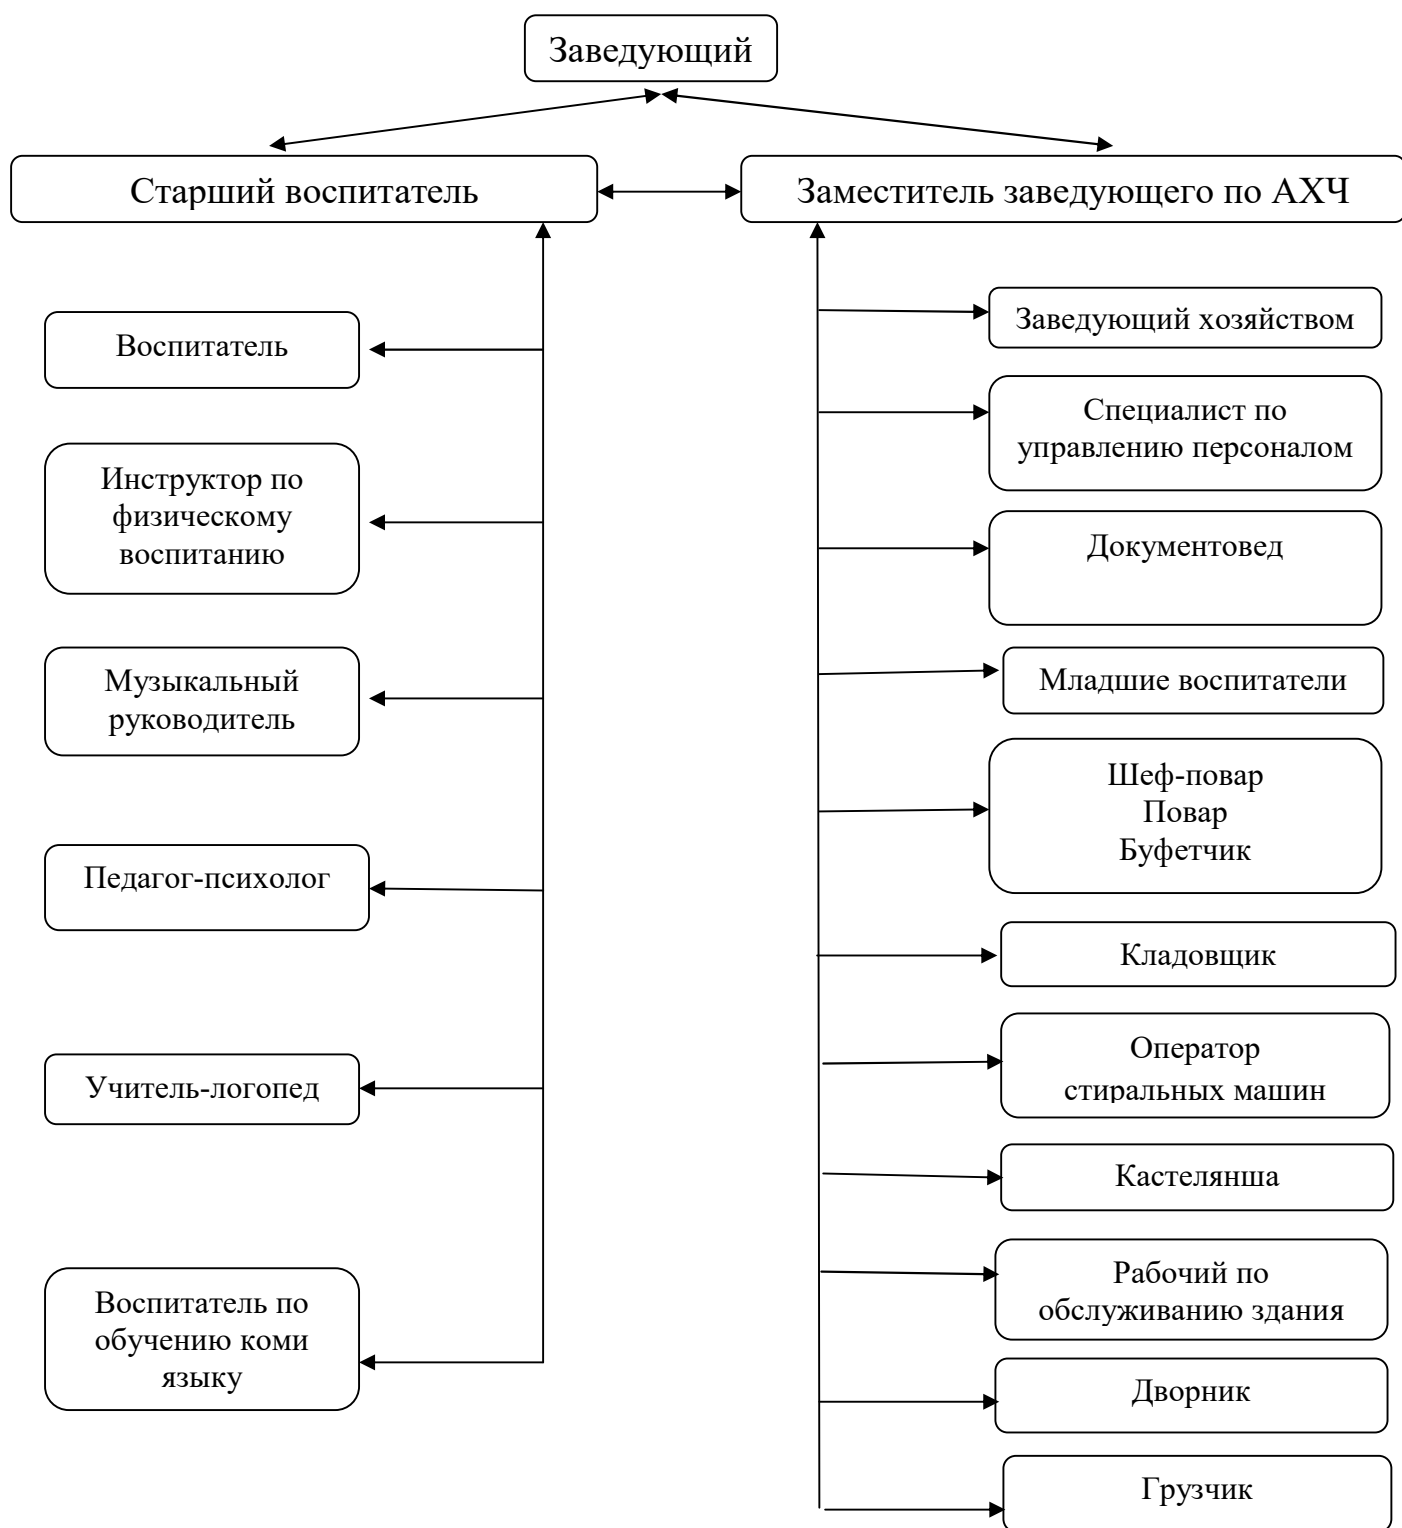 Заведующий
Старший воспитатель
Заместитель заведующего по АХЧ
Воспитатель
Инструктор по
физическому
воспитанию
Музыкальный
руководитель
Педагог-психолог
Учитель-логопед
Воспитатель по
обучению коми
языку
Заведующий хозяйством
Специалист по
управлению персоналом
Документовед
Младшие воспитатели
Шеф-повар
Повар
Буфетчик
Кладовщик
Оператор
стиральных машин
Кастелянша
Рабочий по
обслуживанию здания
Дворник
Грузчик